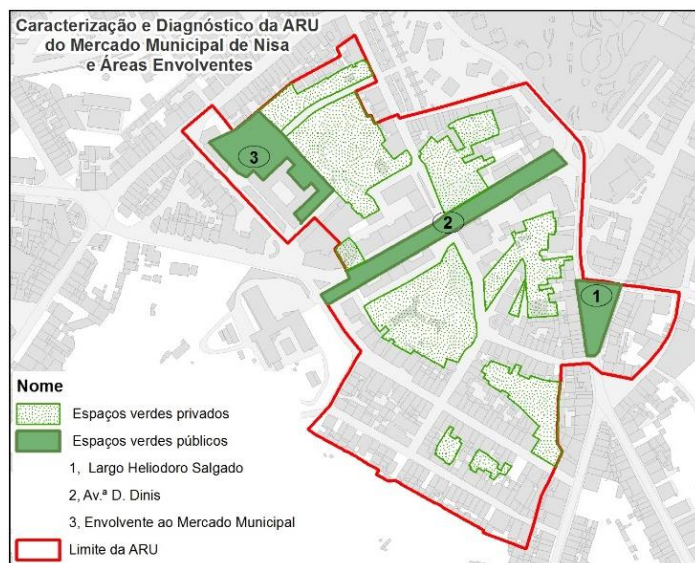 Caracterização e Diagnóstico da ARU
do Mercado Municipal de Nisa
e Áreas Envolventes
3
2
1
Nome
Espaços verdes privados
Espaços verdes públicos
1, Largo Heliodoro Salgado
2, Av.ª D. Dinis
3, Envolvente ao Mercado Municipal
Limite da ARU